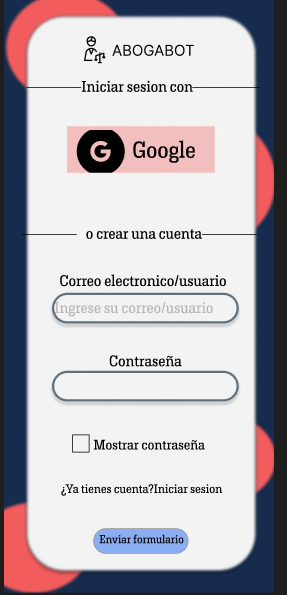 ABOGABOT
Iniciar sesion con
G Google
o crear una cuenta
Correo electronico/usuario
Ingrese su correo/usuario
Contraseña
Mostrar contraseña
¿Ya tienes cuenta?Iniciar sesion
Enviar formulario